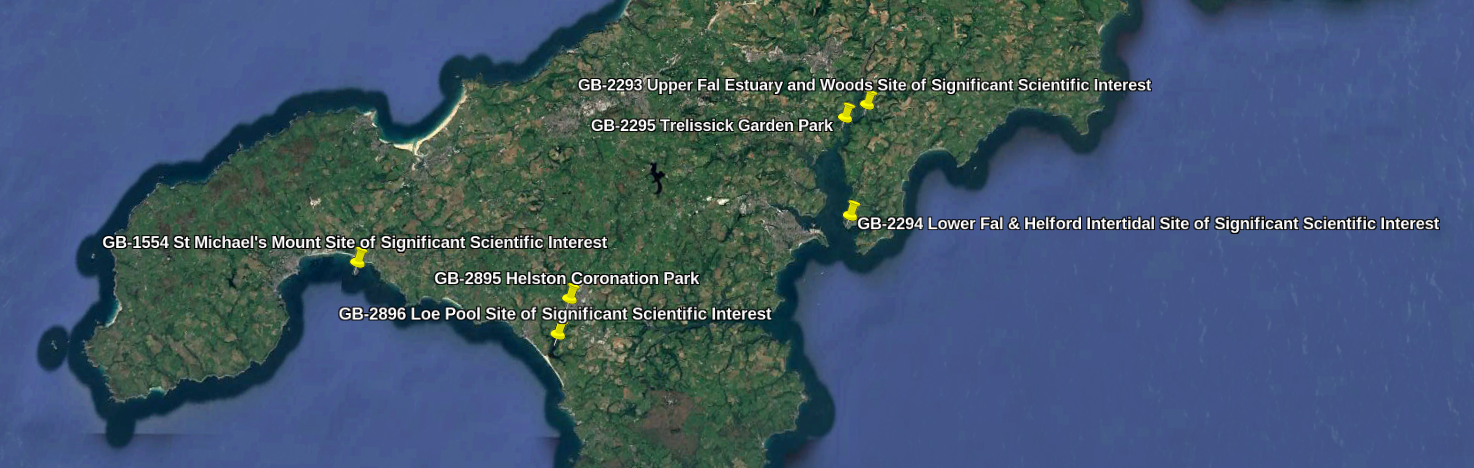 GB-2293 Upper Fal Estuary and Woods Site of Significant Scientific Interest
GB-2295 Trelissick Garden Park
GB-2294 Lower Fal & Helford Intertidal Site of Significant Scientific Interest
GB-1554 St Michael's Mount Site of Significant Scientific Interest
GB-2895 Helston Coronation Park
GB-2896 Loe Pool Site of Significant Scientific Interest